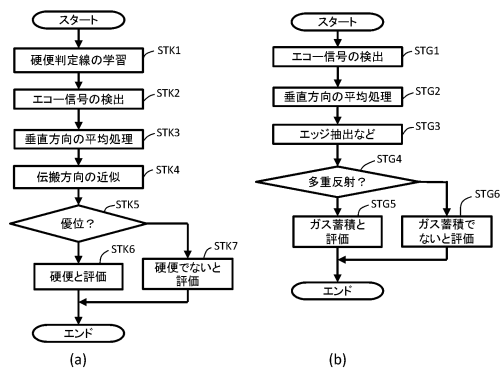 スタート
硬便判定線の学習
STK1
エコー信号の検出
STK2
垂直方向の平均処理
STK3
伝搬方向の近似
STK4
優位？
STK5
硬便と評価
STK6
硬便でないと
評価
STK7
エンド
(a)
スタート
エコー信号の検出
STG1
垂直方向の平均処理
STG2
エッジ抽出など
STG3
多重反射？
STG4
ガス蓄積と
評価
STG5
ガス蓄積で
ないと評価
STG6
エンド
(b)